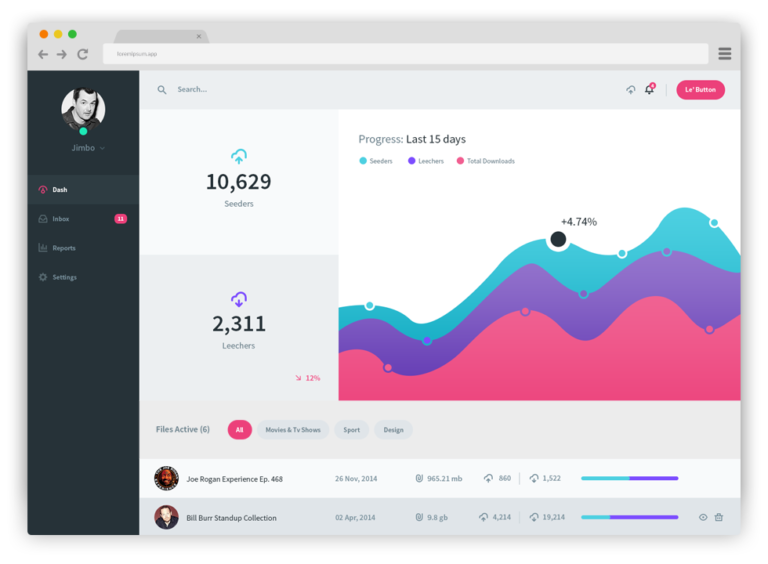 loremipsum.app
Search...
4
Le' Button
Jimbo
Dash
Inbox
11
Reports
Settings
10,629
Seeders
2,311
Leechers
12%
Progress: Last 15 days
Seeders
Leechers
Total Downloads
+4.74%
Files Active (6)
All
Movies & Tv Shows
Sport
Design
Joe Rogan Experience Ep. 468
26 Nov, 2014
965.21 mb
860
1,522
Bill Burr Standup Collection
02 Apr, 2014
9.8 gb
4,214
19,214